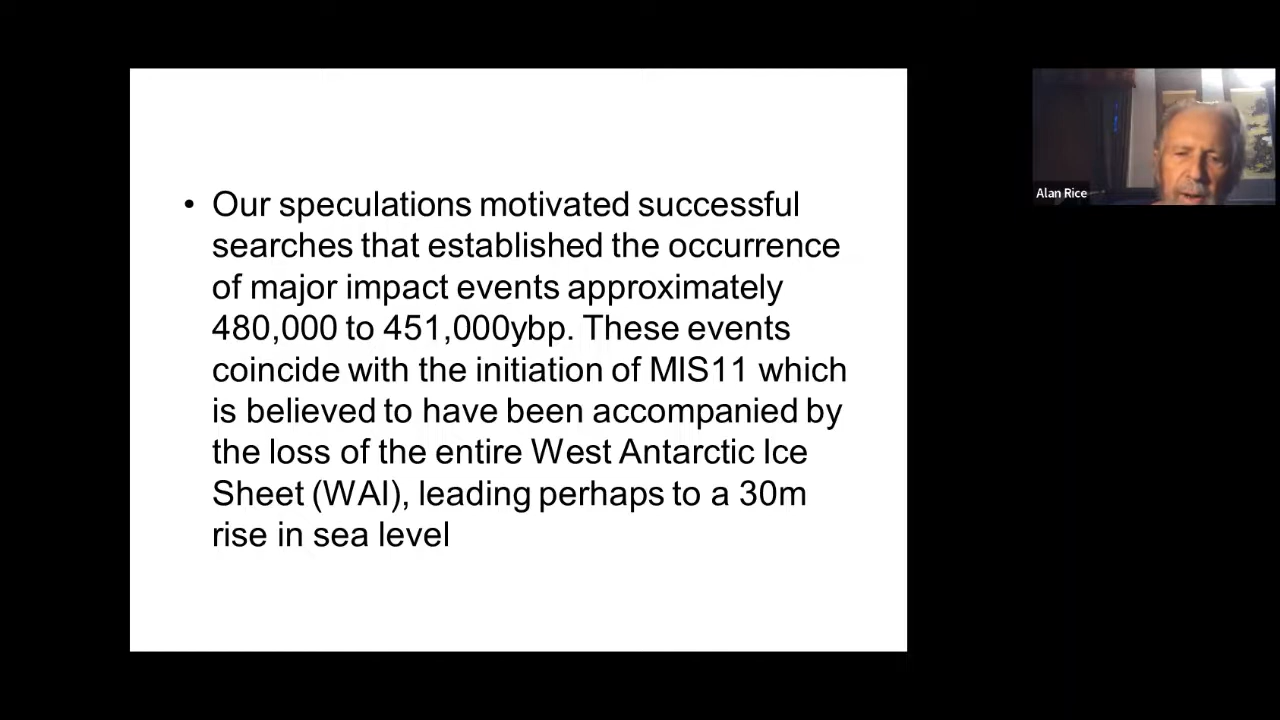 • Our speculations motivated successful
searches that established the occurrence
of major impact events approximately
480,000 to 451,000ybp. These events
coincide with the initiation of MIS11 which
is believed to have been accompanied by
the loss of the entire West Antarctic Ice
Sheet (WAI), leading perhaps to a 30m
rise in sea level
Alan Rice